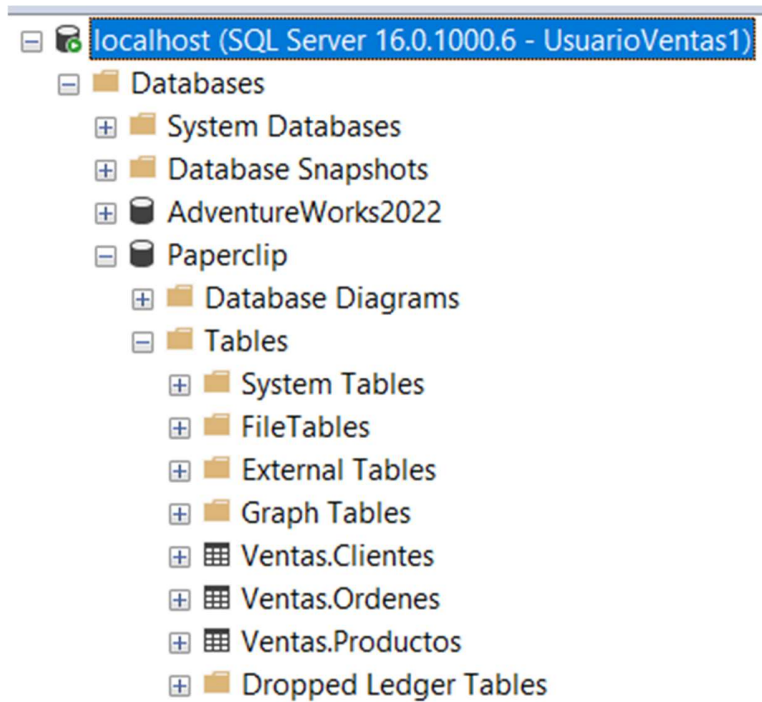 localhost (SQL Server 16.0.1000.6 - UsuarioVentas1)
Databases
System Databases
Database Snapshots
AdventureWorks2022
Paperclip
Database Diagrams
Tables
System Tables
FileTables
External Tables
Graph Tables
Ventas.Clientes
Ventas.Ordenes
Ventas.Productos
Dropped Ledger Tables